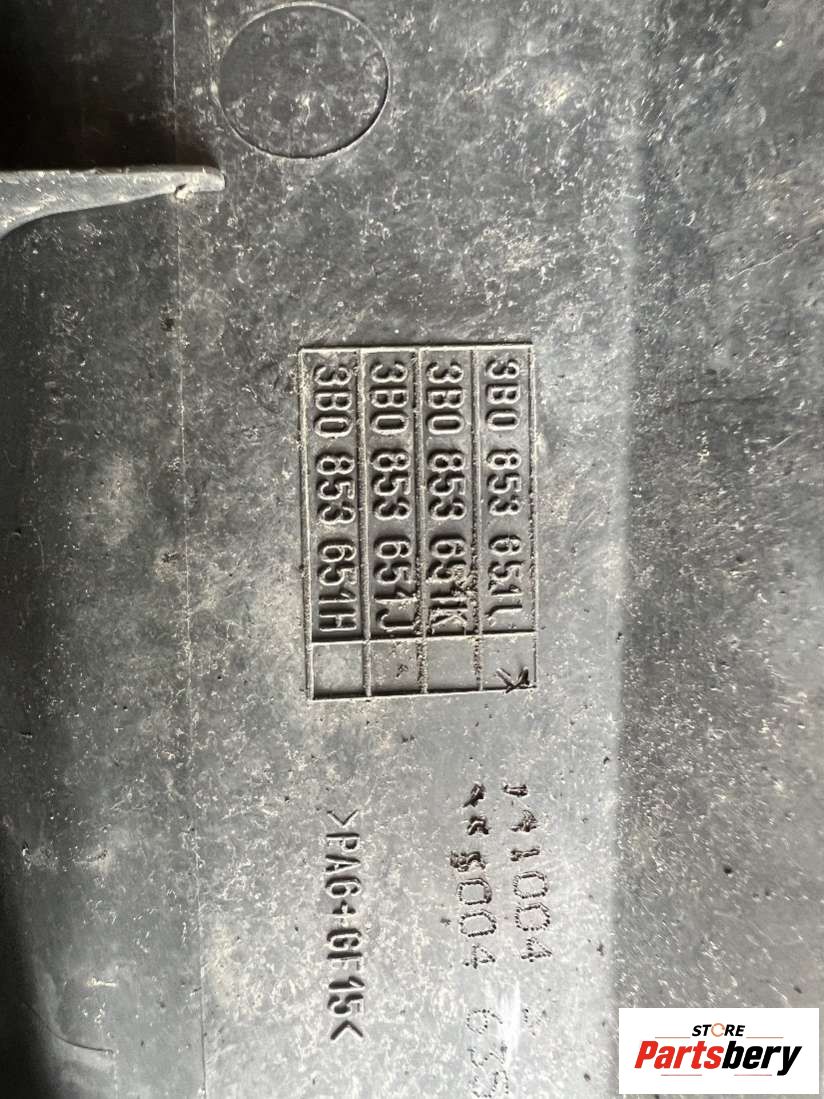 3B0 853 651L
3B0 853 651K
3B0 853 651J
3B0 853 651H
>PA6+GF15<
STORE
Partsbery